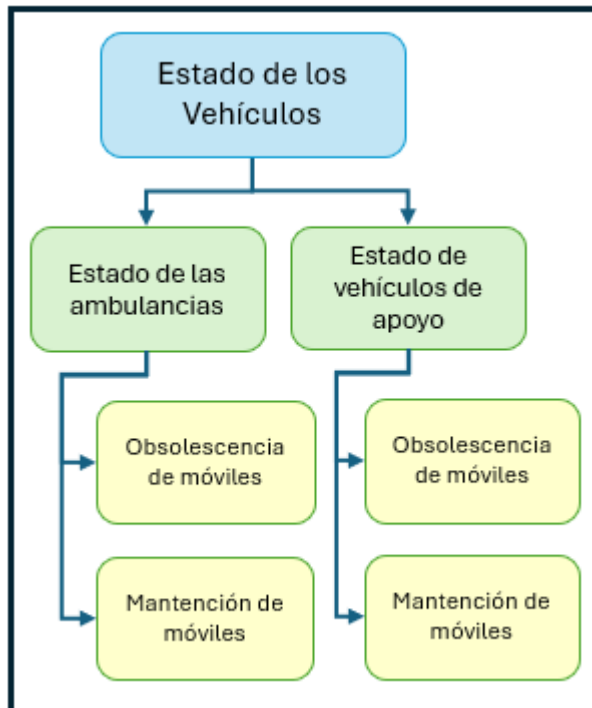 Estado de los
Vehículos
Estado de las
ambulancias
Estado de
vehículos de
apoyo
Obsolescencia
de móviles
Obsolescencia
de móviles
Mantención de
móviles
Mantención de
móviles